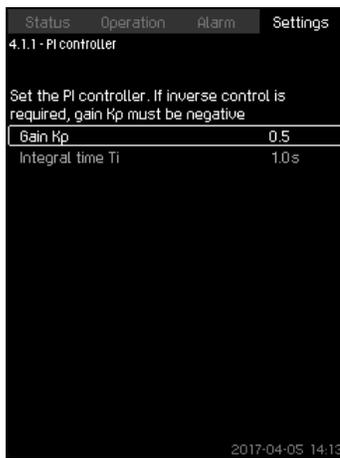 Status Operation Alarm Settings
4.1.1 - PI controller
Set the PI controller. If inverse control is
required, gain Kp must be negative
Gain Kp 0.5
Integral time Ti 1.0s
2017-04-05 14:13